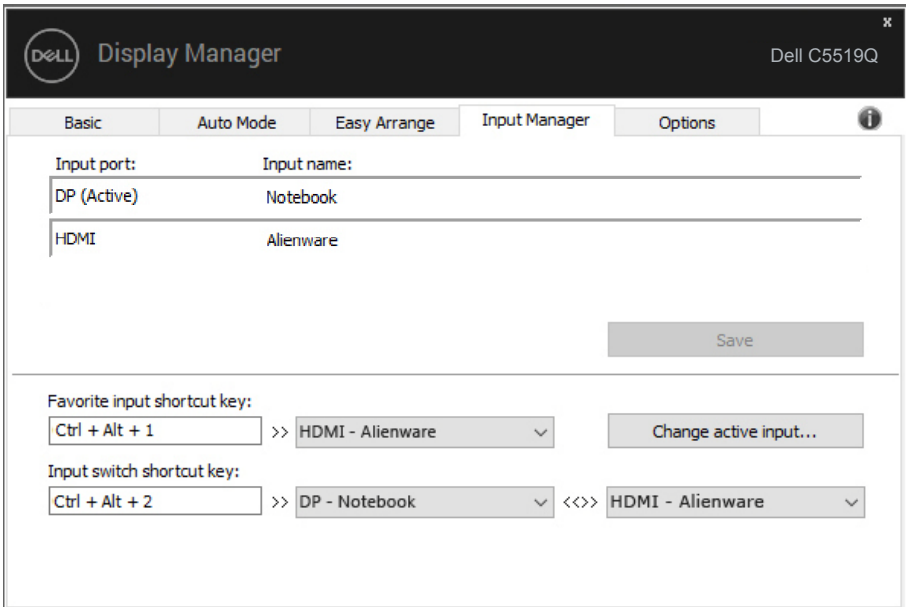 x
DELL Display Manager Dell C5519Q
Basic Auto Mode Easy Arrange Input Manager Options
Input port: Input name:
DP (Active) Notebook
HDMI Alienware
Save
Favorite input shortcut key:
Ctrl + Alt + 1 >> HDMI - Alienware Change active input...
Input switch shortcut key:
Ctrl + Alt + 2 >> DP - Notebook <<>> HDMI - Alienware